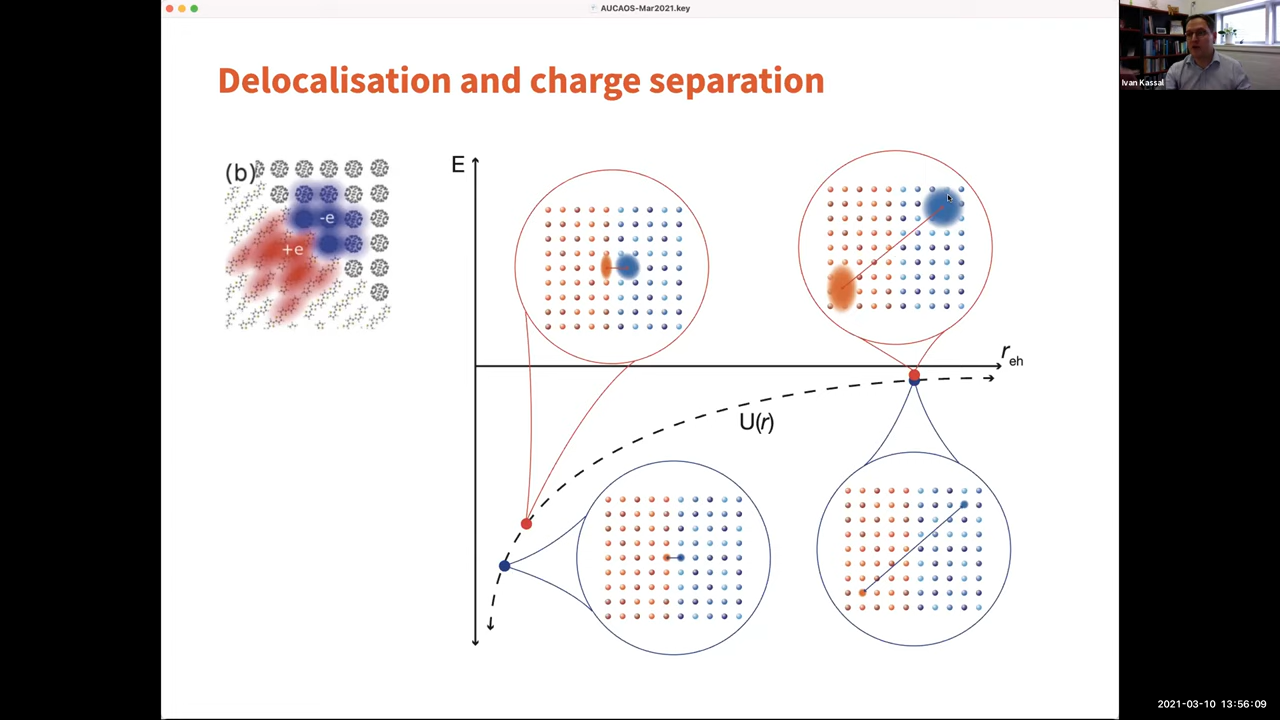 AUCAOS-Mar2021.key
Ivan Kassal
Delocalisation and charge separation
(b)
-e
+e
E
r
eh
U(r)
2021-03-10 13:56:09